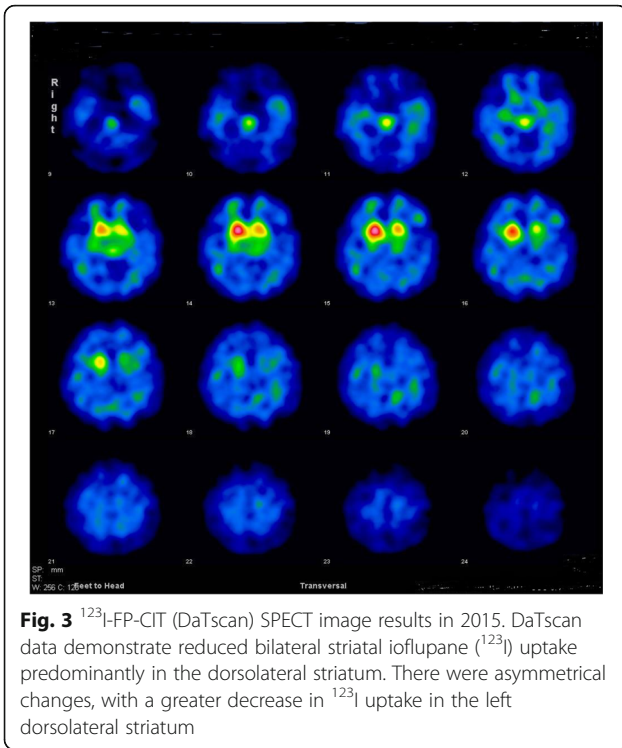 Right
9 10 11 12
13 14 15 16
17 18 19 20
21 22 23 24
SP: mm
ST:
W: 256 C: 128 Feet to Head Transversal
Fig. 3 ¹²³I-FP-CIT (DaTscan) SPECT image results in 2015. DaTscan
data demonstrate reduced bilateral striatal ioflupane (¹²³I) uptake
predominantly in the dorsolateral striatum. There were asymmetrical
changes, with a greater decrease in ¹²³I uptake in the left
dorsolateral striatum